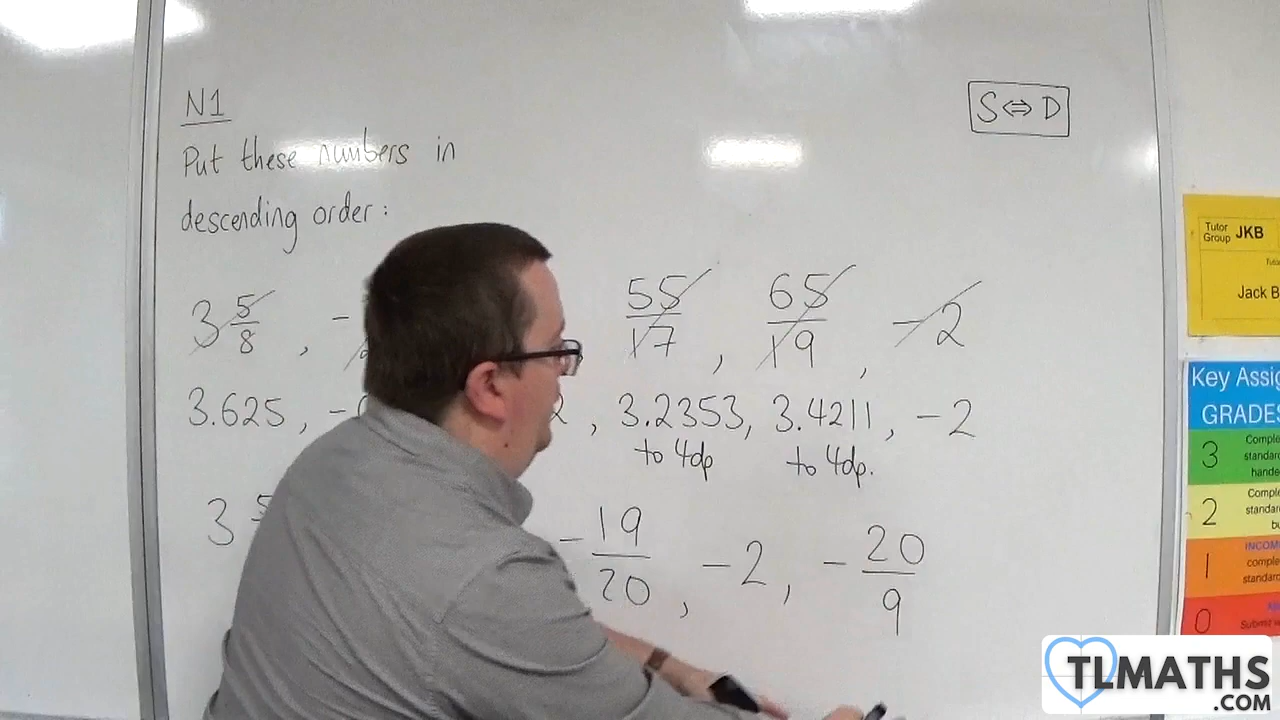 N1
S ⇔ D
Put these numbers in
descending order:
3 5/8 , - 55/17 , 65/19 , -2
3.625, - 2 , 3.2353, 3.4211, -2
to 4dp to 4dp.
3 5 - 19/20 , -2 , - 20/9
Tutor
Group JKB
Jack B
Key Assig
GRADES
3
2
1
0
TLMATHS
.COM